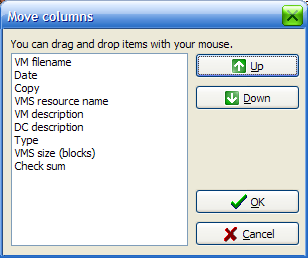 Move columns
You can drag and drop items with your mouse.
VM filename
Date
Copy
VMS resource name
VM description
DC description
Type
VMS size (blocks)
Check sum
Up
Down
OK
Cancel